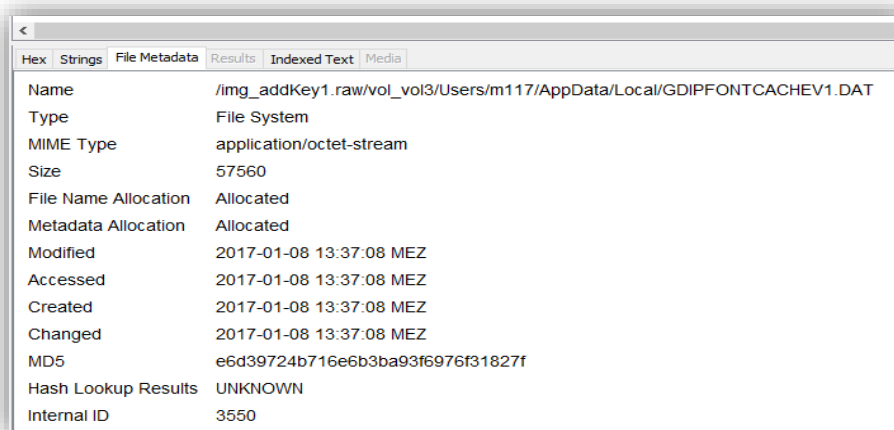 <
Hex Strings File Metadata Results Indexed Text Media
Name /img_addKey1.raw/vol_vol3/Users/m117/AppData/Local/GDIPFONTCACHEV1.DAT
Type File System
MIME Type application/octet-stream
Size 57560
File Name Allocation Allocated
Metadata Allocation Allocated
Modified 2017-01-08 13:37:08 MEZ
Accessed 2017-01-08 13:37:08 MEZ
Created 2017-01-08 13:37:08 MEZ
Changed 2017-01-08 13:37:08 MEZ
MD5 e6d39724b716e6b3ba93f6976f31827f
Hash Lookup Results UNKNOWN
Internal ID 3550